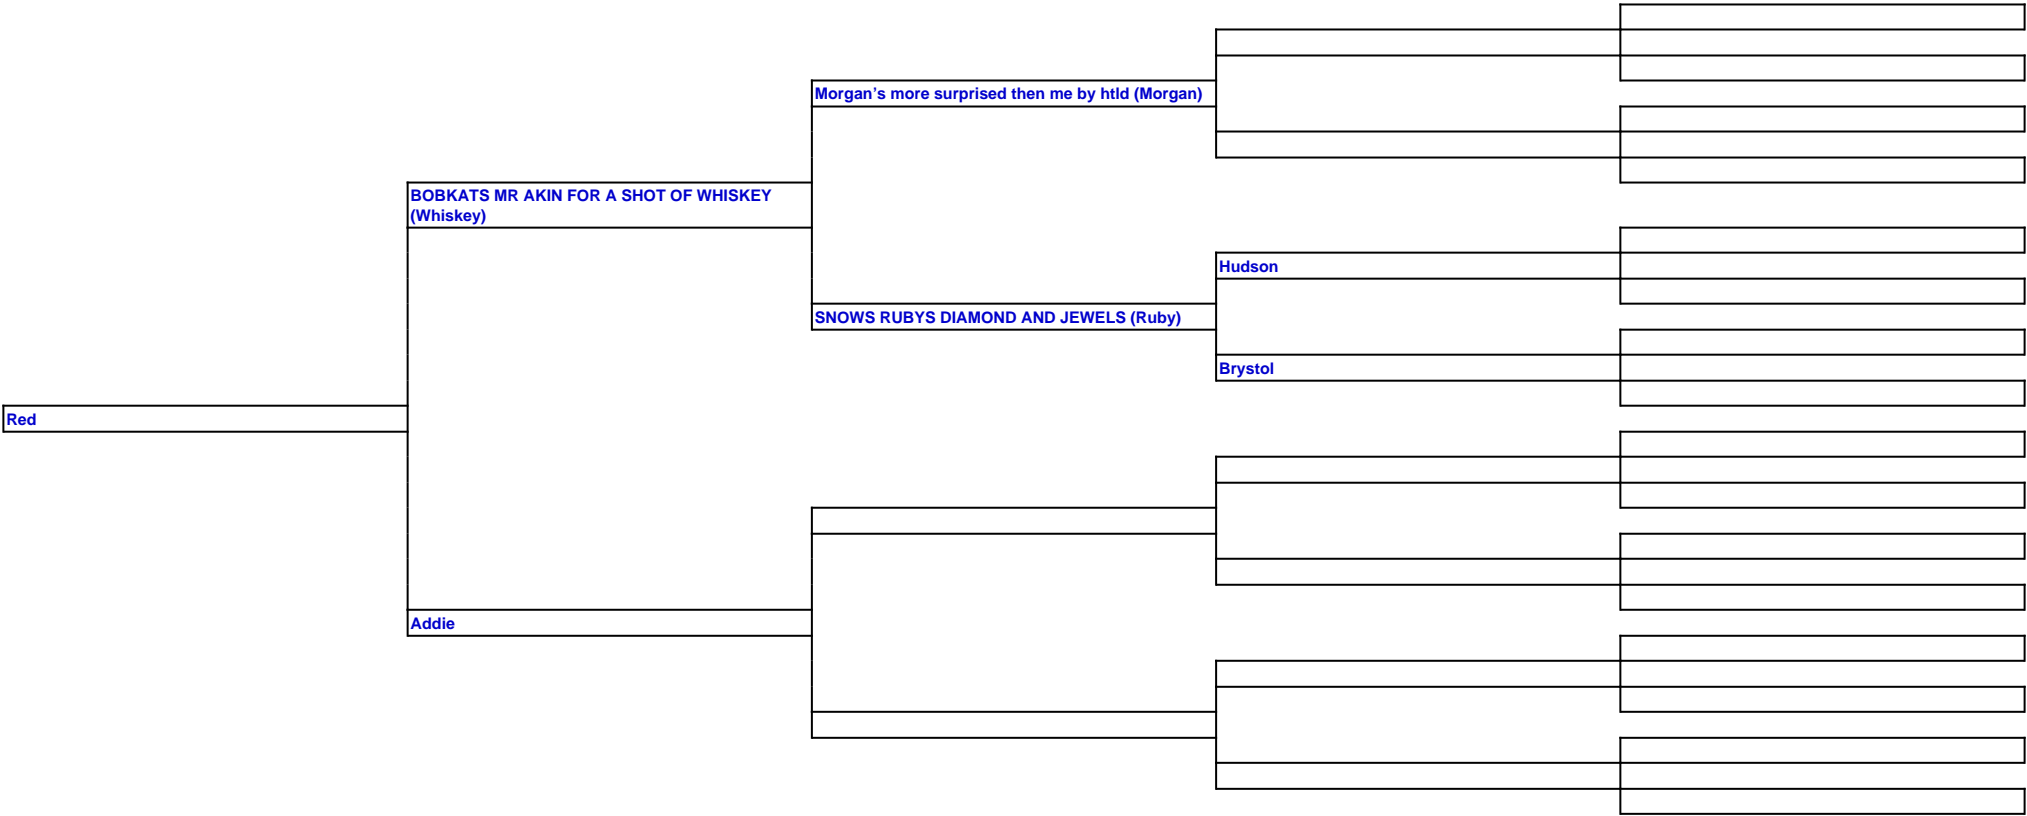 Morgan’s more surprised then me by htld (Morgan)
BOBKATS MR AKIN FOR A SHOT OF WHISKEY
(Whiskey)
Hudson
SNOWS RUBYS DIAMOND AND JEWELS (Ruby)
Brystol
Red
Addie